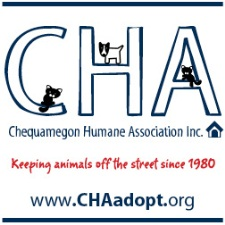 CHA
Chequamegon Humane Association Inc.
Keeping animals off the street since 1980
www.CHAadopt.org